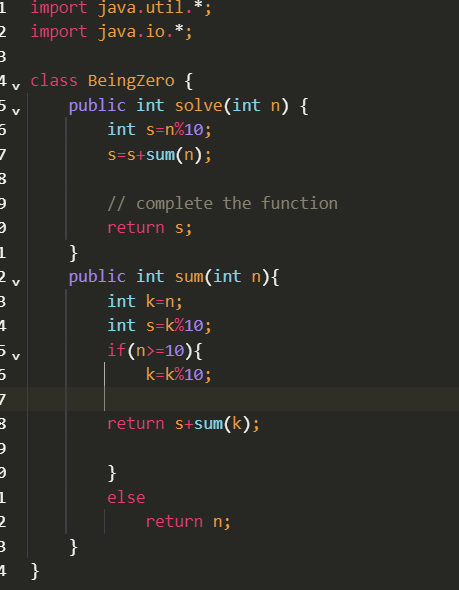 1 import java.util.*;
2 import java.io.*;
3
4 class BeingZero {
5     public int solve(int n) {
6         int s=n%10;
7         s=s+sum(n);
8
9         // complete the function
0         return s;
1     }
2     public int sum(int n){
3         int k=n;
4         int s=k%10;
5         if(n>=10){
6             k=k%10;
7
8         return s+sum(k);
9
0         }
1         else
2             return n;
3     }
4 }